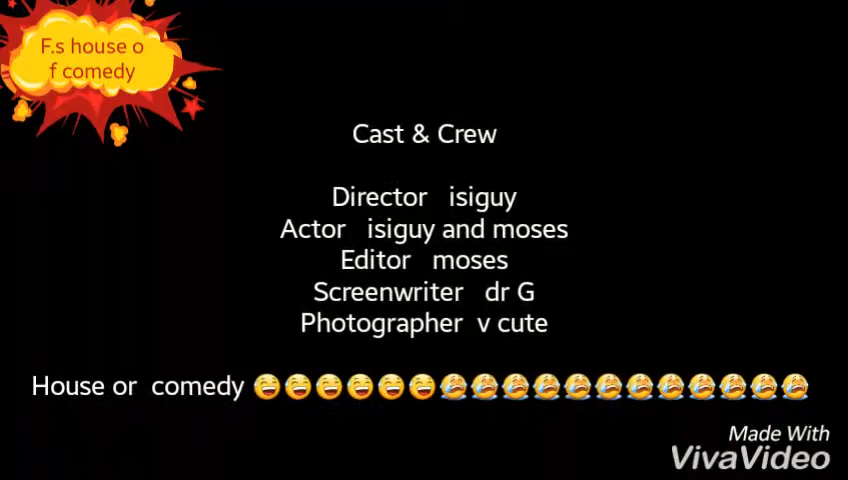 F.s house o
f comedy
Cast & Crew
Director isiguy
Actor isiguy and moses
Editor moses
Screenwriter dr G
Photographer v cute
House or comedy 😄😄😄😄😄😄😭😭😭😭😭😭😭😭😭😭😭😭
Made With
VivaVideo